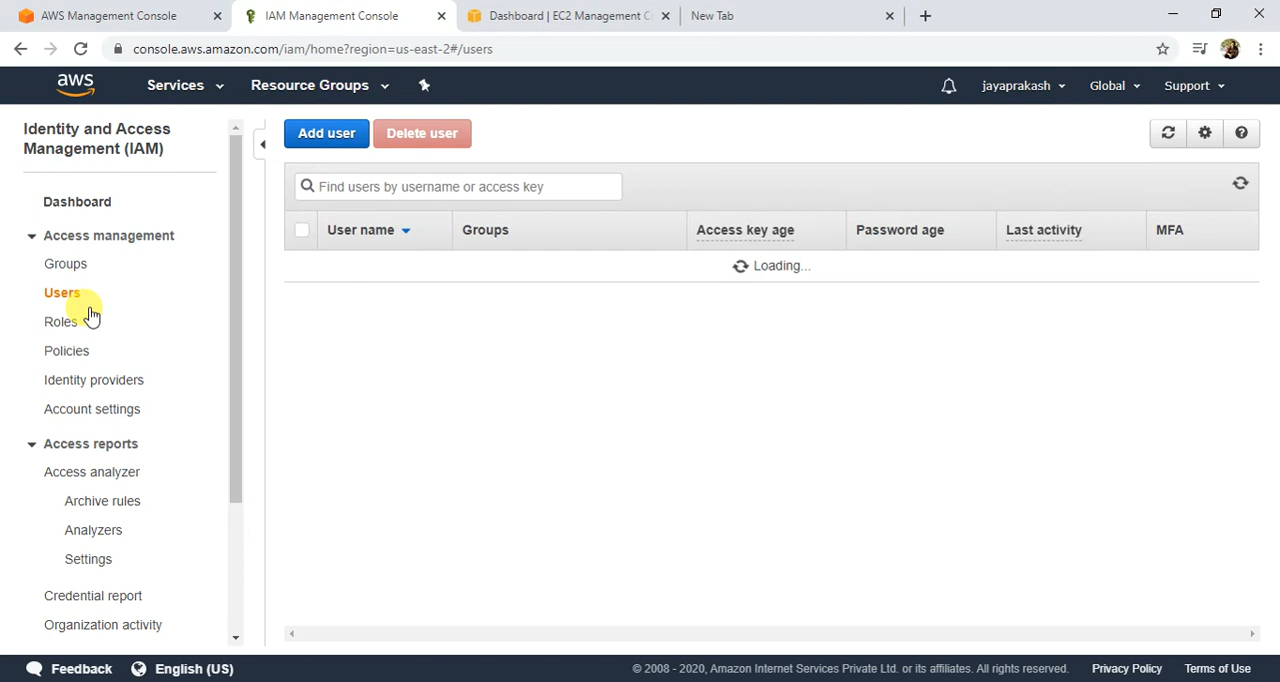 AWS Management Console
IAM Management Console
Dashboard | EC2 Management C
New Tab
console.aws.amazon.com/iam/home?region=us-east-2#/users
aws
Services
Resource Groups
jayaprakash
Global
Support
Identity and Access
Management (IAM)
Dashboard
Access management
Groups
Users
Roles
Policies
Identity providers
Account settings
Access reports
Access analyzer
Archive rules
Analyzers
Settings
Credential report
Organization activity
Add user
Delete user
Find users by username or access key
User name
Groups
Access key age
Password age
Last activity
MFA
Loading...
Feedback
English (US)
© 2008 - 2020, Amazon Internet Services Private Ltd. or its affiliates. All rights reserved.
Privacy Policy
Terms of Use